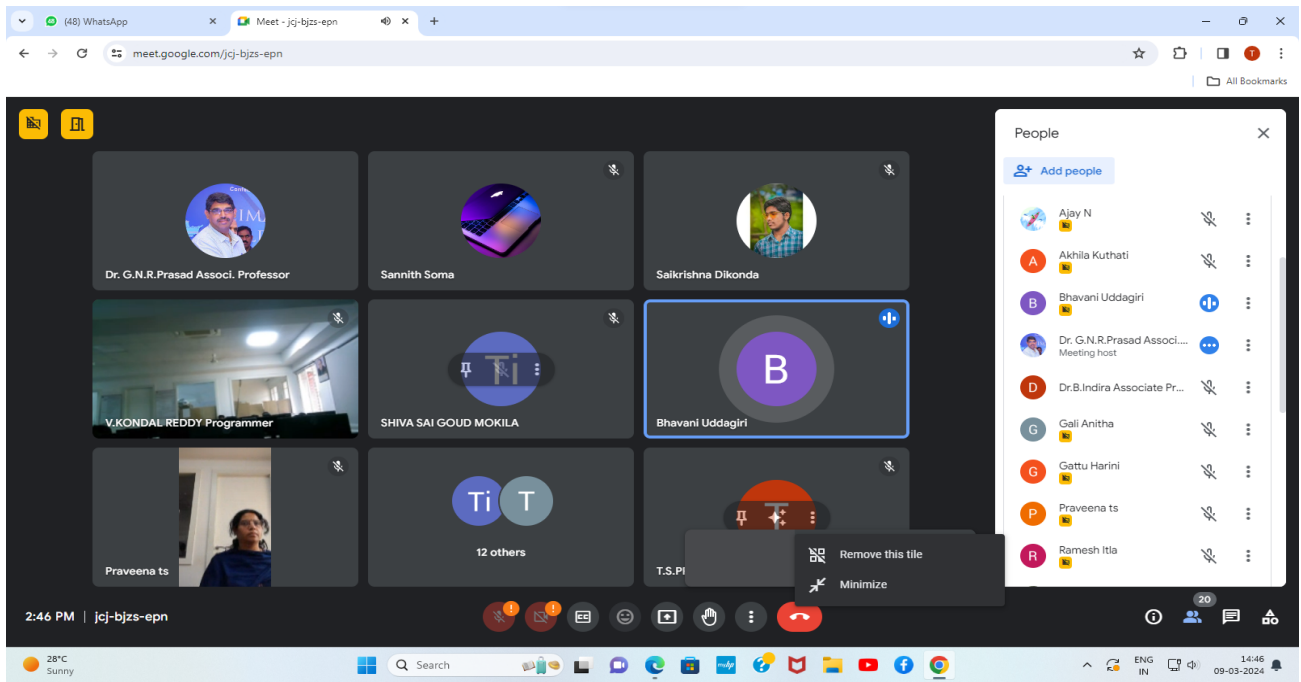 (48) WhatsApp
Meet - jcj-bjzs-epn
meet.google.com/jcj-bjzs-epn
T
All Bookmarks
Dr. G.N.R.Prasad Associ. Professor
Sannith Soma
Saikrishna Dikonda
V.KONDAL REDDY Programmer
Ti
SHIVA SAI GOUD MOKILA
B
Bhavani Uddagiri
Praveena ts
Ti T
12 others
T.S.P
Remove this tile
Minimize
People
Add people
Ajay N
A
Akhila Kuthati
B
Bhavani Uddagiri
Dr. G.N.R.Prasad Associ....
Meeting host
D
Dr.B.Indira Associate Pr...
G
Gali Anitha
G
Gattu Harini
P
Praveena ts
R
Ramesh Itla
2:46 PM | jcj-bjzs-epn
20
28°C
Sunny
Search
ENG
IN
14:46
09-03-2024